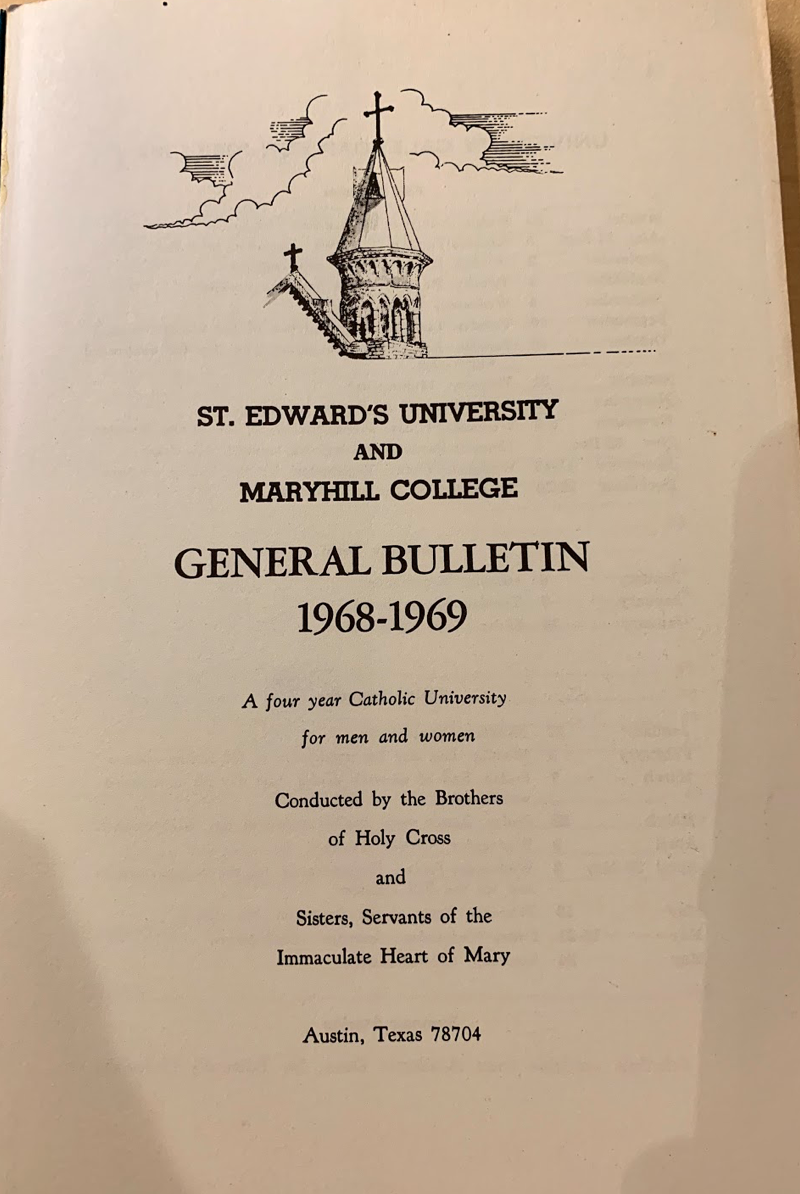 ST. EDWARD'S UNIVERSITY
AND
MARYHILL COLLEGE
GENERAL BULLETIN
1968-1969
A four year Catholic University
for men and women
Conducted by the Brothers
of Holy Cross
and
Sisters, Servants of the
Immaculate Heart of Mary
Austin, Texas 78704